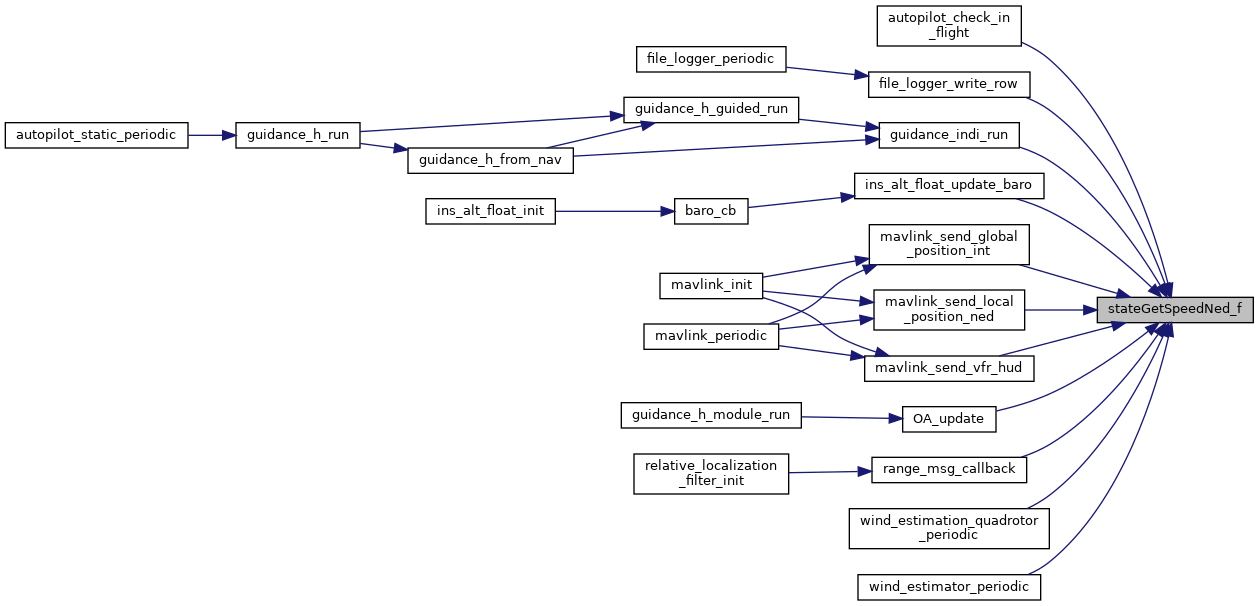 autopilot_check_in
_flight
file_logger_periodic
file_logger_write_row
guidance_h_guided_run
autopilot_static_periodic
guidance_h_run
guidance_indi_run
guidance_h_from_nav
ins_alt_float_update_baro
ins_alt_float_init
baro_cb
mavlink_send_global
_position_int
mavlink_init
mavlink_send_local
_position_ned
stateGetSpeedNed_f
mavlink_periodic
mavlink_send_vfr_hud
guidance_h_module_run
OA_update
relative_localization
_filter_init
range_msg_callback
wind_estimation_quadrotor
_periodic
wind_estimator_periodic